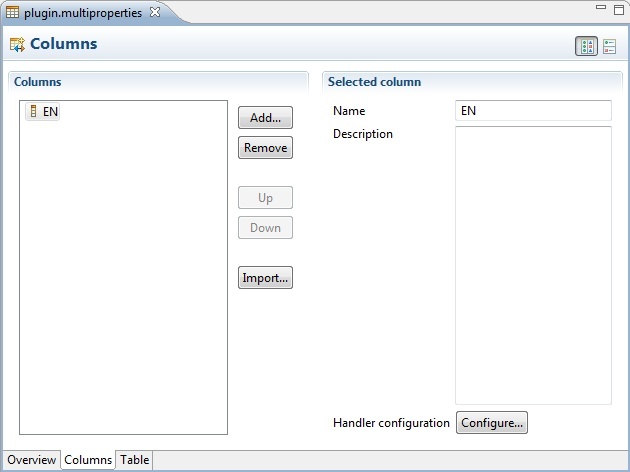 plugin.multiproperties
Columns
Columns
EN
Add...
Remove
Up
Down
Import...
Selected column
Name
EN
Description
Handler configuration
Configure...
Overview
Columns
Table